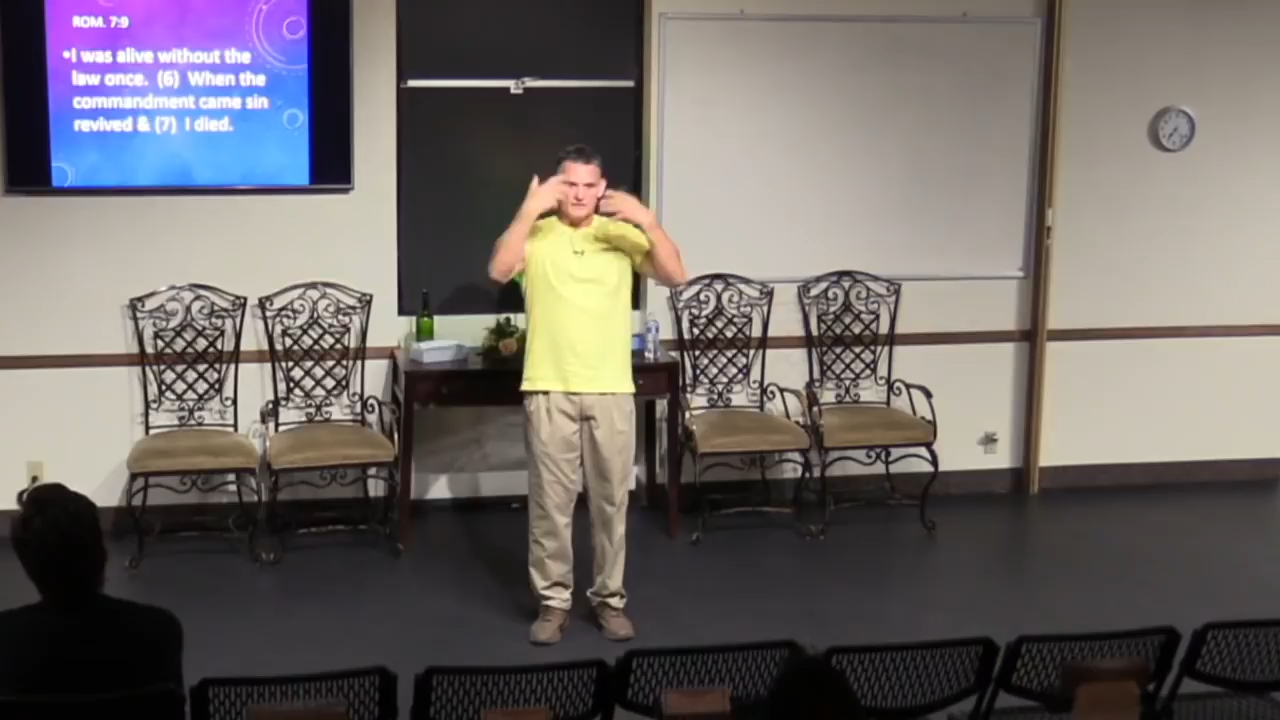 ROM. 7:9
•I was alive without the
law once.  (6)  When the
commandment came sin
revived & (7)  I died.